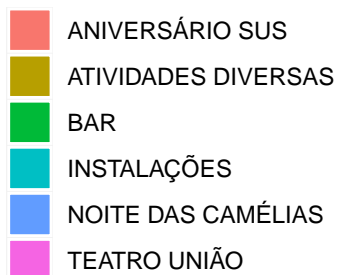 ANIVERSÁRIO SUS
ATIVIDADES DIVERSAS
BAR
INSTALAÇÕES
NOITE DAS CAMÉLIAS
TEATRO UNIÃO